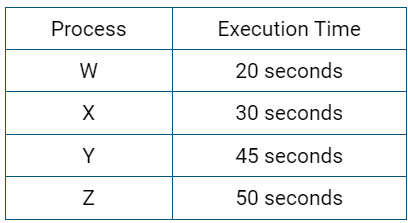 Process Execution Time
W 20 seconds
X 30 seconds
Y 45 seconds
Z 50 seconds